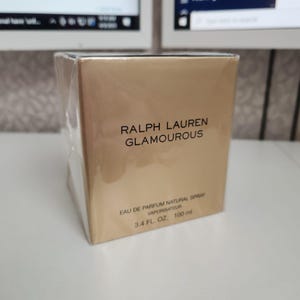 RALPH LAUREN
GLAMOUROUS
EAU DE PARFUM NATURAL SPRAY
VAPORISATEUR
3.4 FL. OZ. 100 ml